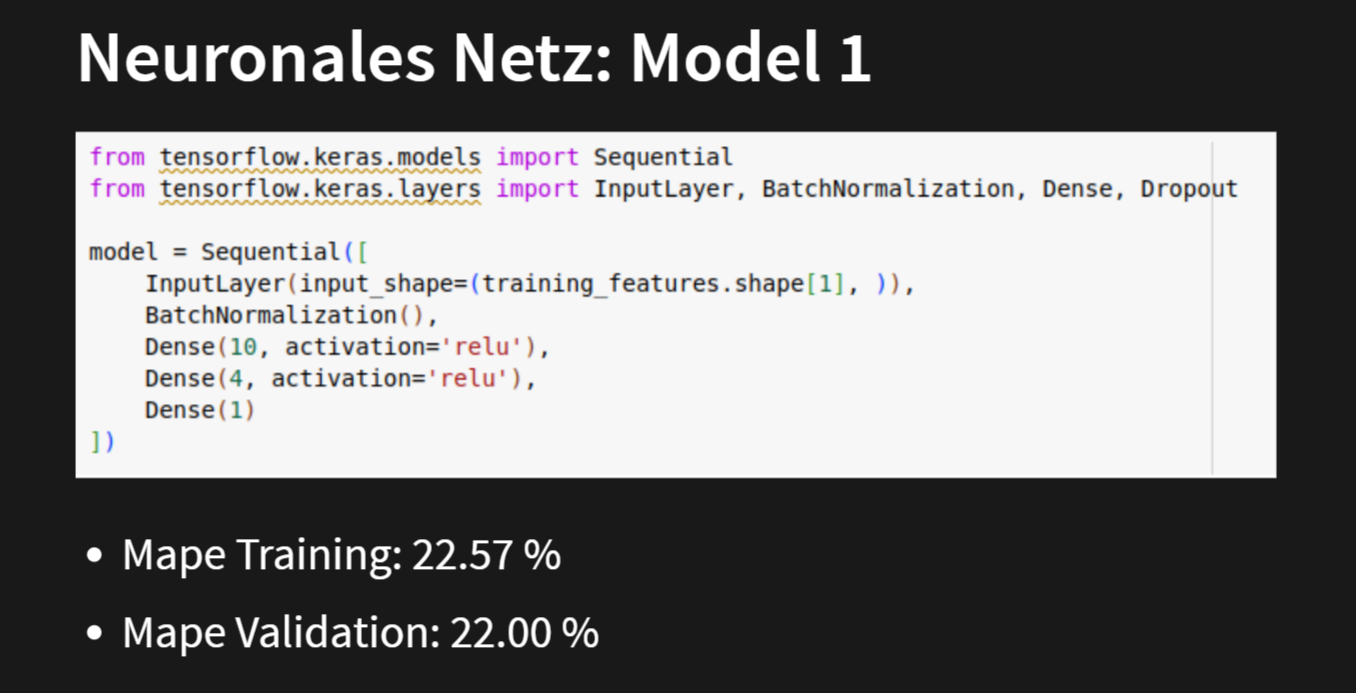 Neuronales Netz: Model 1
from tensorflow.keras.models import Sequential
from tensorflow.keras.layers import InputLayer, BatchNormalization, Dense, Dropout
model = Sequential([
    InputLayer(input_shape=(training_features.shape[1], )),
    BatchNormalization(),
    Dense(10, activation='relu'),
    Dense(4, activation='relu'),
    Dense(1)
])
• Mape Training: 22.57 %
• Mape Validation: 22.00 %